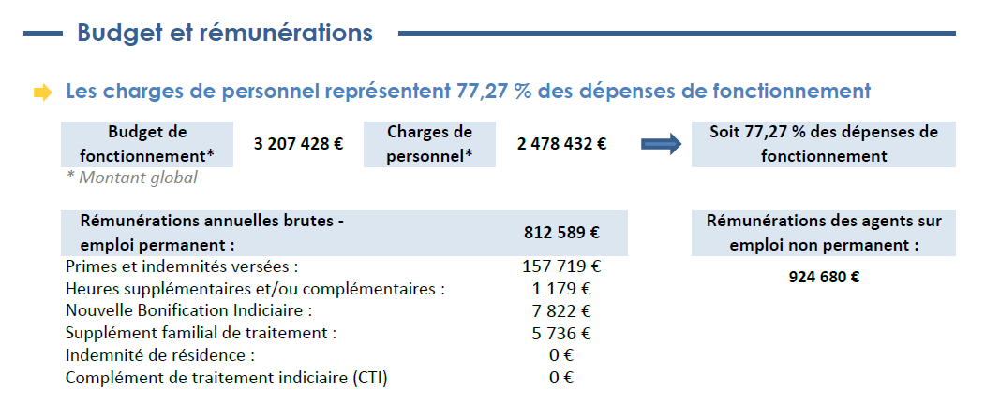 Budget et rémunérations
Les charges de personnel représentent 77,27 % des dépenses de fonctionnement
Budget de
fonctionnement*
3 207 428 €
Charges de
personnel*
2 478 432 €
Soit 77,27 % des dépenses de
fonctionnement
* Montant global
Rémunérations annuelles brutes -
emploi permanent :
812 589 €
Rémunérations des agents sur
emploi non permanent :
Primes et indemnités versées : 157 719 €
924 680 €
Heures supplémentaires et/ou complémentaires : 1 179 €
Nouvelle Bonification Indiciaire : 7 822 €
Supplément familial de traitement : 5 736 €
Indemnité de résidence : 0 €
Complément de traitement indiciaire (CTI) 0 €